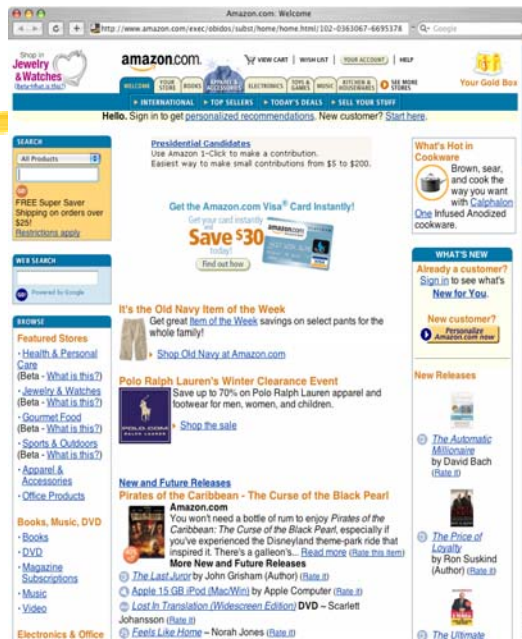 Amazon.com: Welcome
http://www.amazon.com/exec/obidos/subst/home/home.html/102-0363067-6695378
Google
Shop in
Jewelry
& Watches
(Beta-What is this?)
amazon.com.
VIEW CART | WISH LIST | YOUR ACCOUNT | HELP
WELCOME
YOUR STORE
BOOKS
APPAREL & ACCESSORIES
ELECTRONICS
TOYS & GAMES
MUSIC
KITCHEN & HOUSEWARES
SEE MORE STORES
Your Gold Box
INTERNATIONAL
TOP SELLERS
TODAY'S DEALS
SELL YOUR STUFF
Hello. Sign in to get personalized recommendations. New customer? Start here.
SEARCH
All Products
GO!
FREE Super Saver
Shipping on orders over
$25!
Restrictions apply
WEB SEARCH
GO!
Powered by Google
BROWSE
Featured Stores
· Health & Personal
Care
(Beta - What is this?)
· Jewelry & Watches
(Beta - What is this?)
· Gourmet Food
(Beta - What is this?)
· Sports & Outdoors
(Beta - What is this?)
· Apparel &
Accessories
· Office Products
Books, Music, DVD
· Books
· DVD
· Magazine
Subscriptions
· Music
· Video
Electronics & Office
Presidential Candidates
Use Amazon 1-Click to make a contribution.
Easiest way to make small contributions from $5 to $200.
Get the Amazon.com Visa® Card Instantly!
Get your card instantly
and
Save $30
today!
Find out how
amazon.com
It's the Old Navy Item of the Week
Get great Item of the Week savings on select pants for the
whole family!
Shop Old Navy at Amazon.com
Polo Ralph Lauren's Winter Clearance Event
POLO.COM
RALPH LAUREN
Save up to 70% on Polo Ralph Lauren apparel and
footwear for men, women, and children.
Shop the sale
New and Future Releases
Pirates of the Caribbean - The Curse of the Black Pearl
Amazon.com
You won't need a bottle of rum to enjoy Pirates of the
Caribbean: The Curse of the Black Pearl, especially if
you've experienced the Disneyland theme-park ride that
inspired it. There's a galleon's... Read more (Rate this item)
More New and Future Releases
The Last Juror by John Grisham (Author) (Rate it)
Apple 15 GB iPod (Mac/Win) by Apple Computer (Rate it)
Lost In Translation (Widescreen Edition) DVD ~ Scarlett
Johansson (Rate it)
Feels Like Home ~ Norah Jones (Rate it)
What's Hot in
Cookware
Brown, sear,
and cook the
way you want
with Calphalon
One Infused Anodized
cookware.
WHAT'S NEW
Already a customer?
Sign in to see what's
New for You.
New customer?
Personalize
Amazon.com now
New Releases
The Automatic
Millionaire
by David Bach
(Rate it)
The Price of
Loyalty
by Ron Suskind
(Author) (Rate it)
The Ultimate